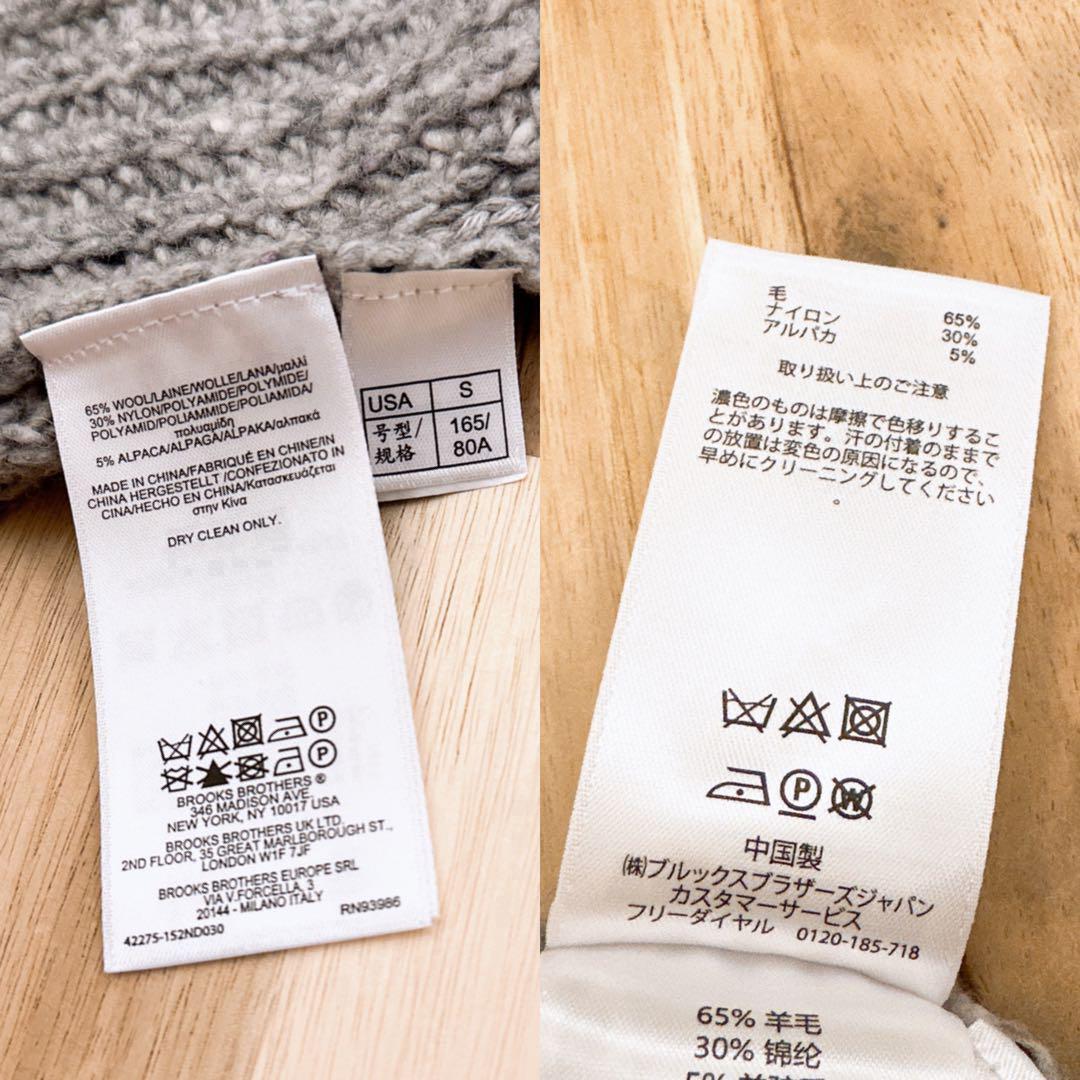 65% WOOL/LAINE/WOLLE/LANA/μαλλί
30% NYLON/POLYAMIDE/POLYMIDE/
POLYAMID/POLIAMMIDE/POLIAMIDA/
πολυαμίδη
5% ALPACA/ALPAGA/ALPAKA/αλπακά
MADE IN CHINA/FABRIQUÉ EN CHINE/IN
CHINA HERGESTELLT /CONFEZIONATO IN
CINA/HECHO EN CHINA/Κατασκευάζεται
στην Κίνα
DRY CLEAN ONLY.
P
P
BROOKS BROTHERS ®
346 MADISON AVE.
NEW YORK, NY 10017 USA
BROOKS BROTHERS UK LTD.
2ND FLOOR, 35 GREAT MARLBOROUGH ST.,
LONDON W1F 7JF
BROOKS BROTHERS EUROPE SRL
VIA V.FORCELLA, 3
20144 - MILANO ITALY
RN93986
42275-152ND030
USA S
号型/ 165/
规格 80A
毛 65%
ナイロン 30%
アルパカ 5%
取り扱い上のご注意
濃色のものは摩擦で色移りするこ
とがあります。汗の付着のままで
の放置は変色の原因になるので、
早めにクリーニングしてください
。
P W
中国製
(株)ブルックスブラザーズジャパン
カスタマーサービス
フリーダイヤル 0120-185-718
65% 羊毛
30% 锦纶
5%